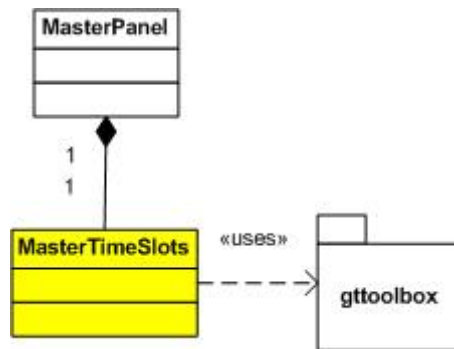 MasterPanel
1
1
MasterTimeSlots
«uses»
gttoolbox